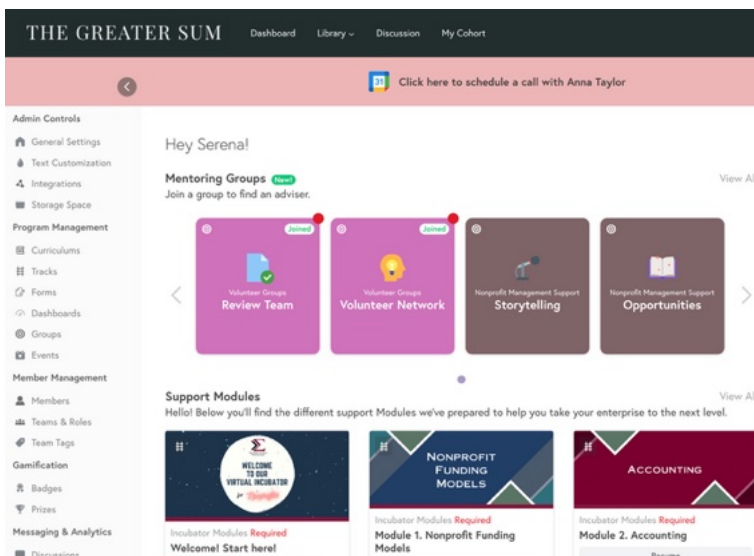 THE GREATER SUM
Dashboard
Library
Discussion
My Cohort
31
Click here to schedule a call with Anna Taylor
Admin Controls
General Settings
Text Customization
Integrations
Storage Space
Program Management
Curriculums
Tracks
Forms
Dashboards
Groups
Events
Member Management
Members
Teams & Roles
Team Tags
Gamification
Badges
Prizes
Messaging & Analytics
Discussions
Hey Serena!
Mentoring Groups New!
View Al
Join a group to find an adviser.
Joined
Volunteer Groups
Review Team
Joined
Volunteer Groups
Volunteer Network
Nonprofit Management Support
Storytelling
Nonprofit Management Support
Opportunities
Support Modules
View Al
Hello! Below you'll find the different support Modules we've prepared to help you take your enterprise to the next level.
WELCOME
TO OUR
VIRTUAL INCUBATOR
for Nonprofits
Incubator Modules Required
Welcome! Start here!
NONPROFIT
FUNDING
MODELS
Incubator Modules Required
Module 1. Nonprofit Funding
Models
ACCOUNTING
Incubator Modules Required
Module 2. Accounting
Resume